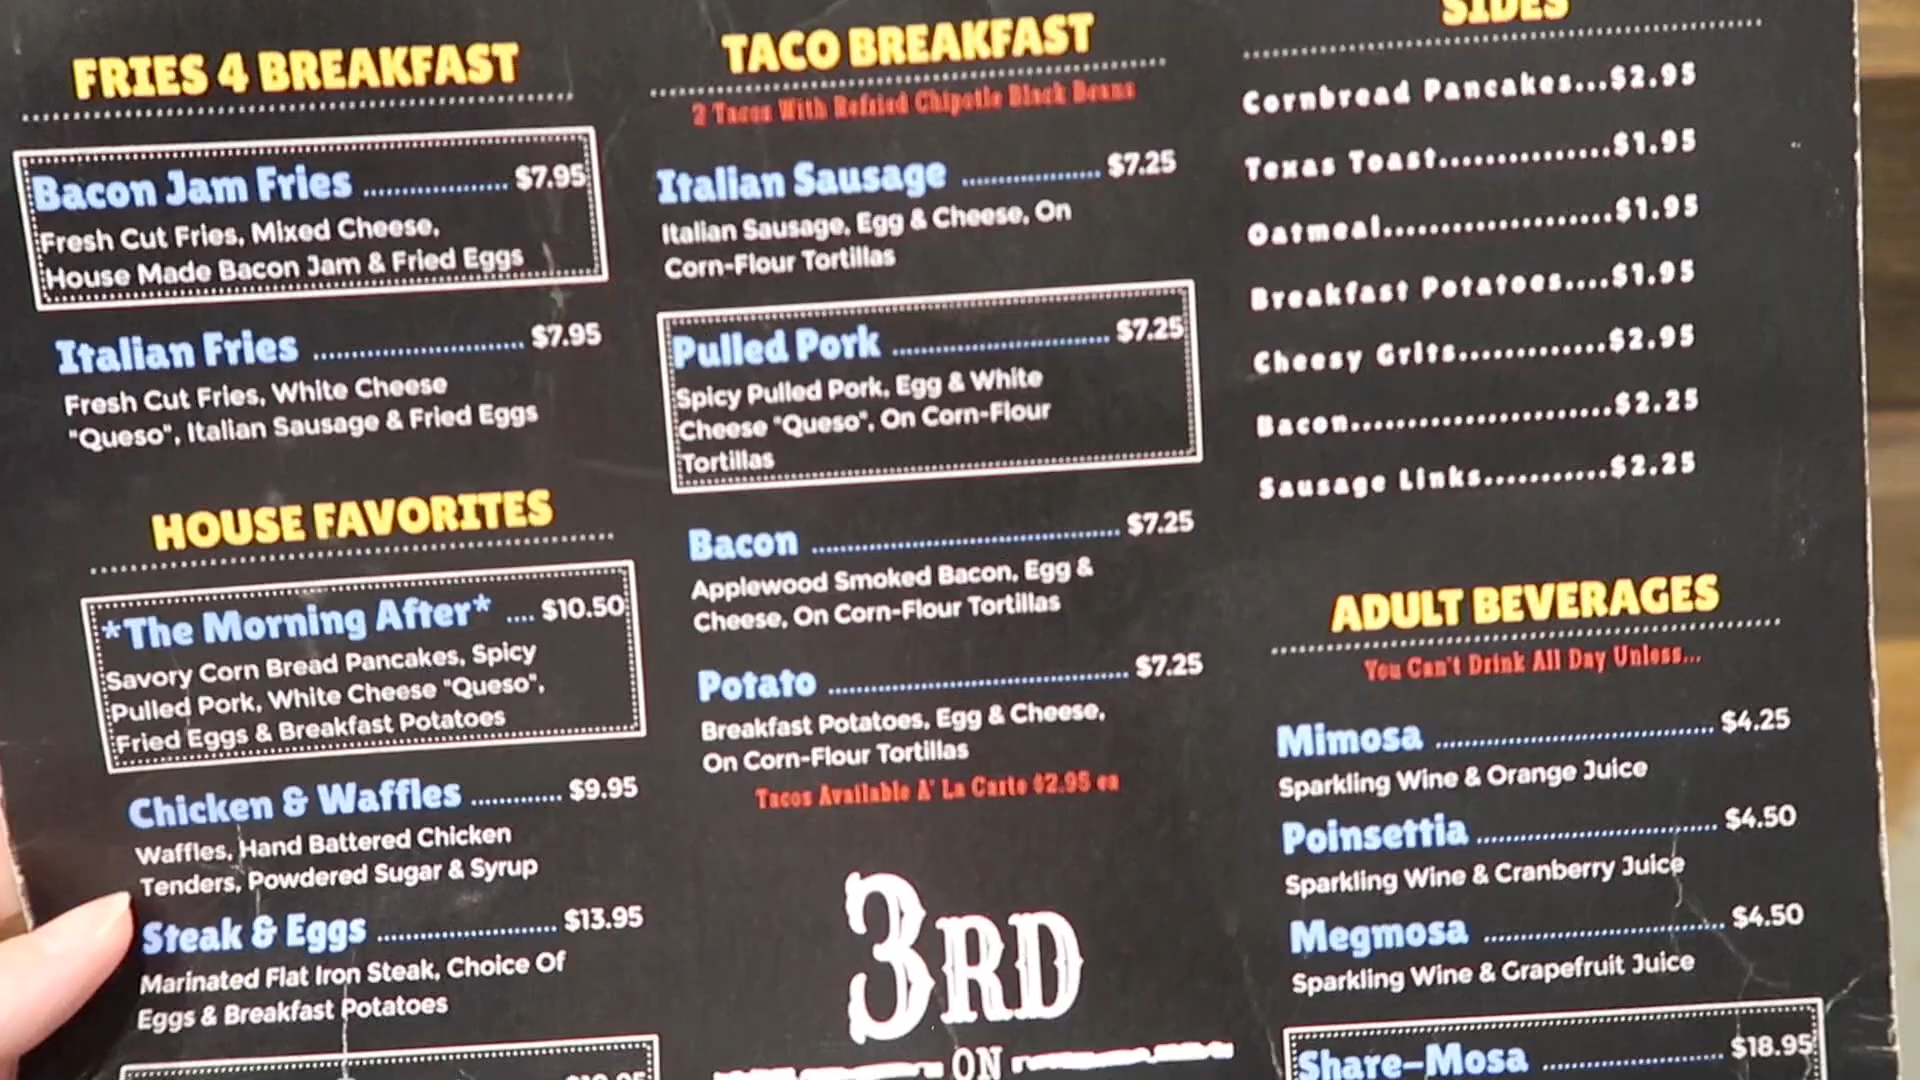 FRIES 4 BREAKFAST
Bacon Jam Fries ................. $7.95
Fresh Cut Fries, Mixed Cheese,
House Made Bacon Jam & Fried Eggs
Italian Fries ........................ $7.95
Fresh Cut Fries, White Cheese
"Queso", Italian Sausage & Fried Eggs
HOUSE FAVORITES
*The Morning After* .... $10.50
Savory Corn Bread Pancakes, Spicy
Pulled Pork, White Cheese "Queso",
Fried Eggs & Breakfast Potatoes
Chicken & Waffles ........... $9.95
Waffles, Hand Battered Chicken
Tenders, Powdered Sugar & Syrup
Steak & Eggs ..................... $13.95
Marinated Flat Iron Steak, Choice Of
Eggs & Breakfast Potatoes
TACO BREAKFAST
2 Tacos With Refried Chipotle Black Beans
Italian Sausage ................. $7.25
Italian Sausage, Egg & Cheese, On
Corn-Flour Tortillas
Pulled Pork .......................... $7.25
Spicy Pulled Pork, Egg & White
Cheese "Queso", On Corn-Flour
Tortillas
Bacon ..................................... $7.25
Applewood Smoked Bacon, Egg &
Cheese, On Corn-Flour Tortillas
Potato .................................... $7.25
Breakfast Potatoes, Egg & Cheese,
On Corn-Flour Tortillas
Tacos Available A' La Carte $2.95 ea
3RD
ON
SIDES
Cornbread Pancakes...$2.95
Texas Toast...............$1.95
Oatmeal....................$1.95
Breakfast Potatoes....$1.95
Cheesy Grits.............$2.95
Bacon.......................$2.25
Sausage Links...........$2.25
ADULT BEVERAGES
You Can't Drink All Day Unless...
Mimosa .................................. $4.25
Sparkling Wine & Orange Juice
Poinsettia ............................. $4.50
Sparkling Wine & Cranberry Juice
Megmosa ............................. $4.50
Sparkling Wine & Grapefruit Juice
Share-Mosa ..................... $18.95